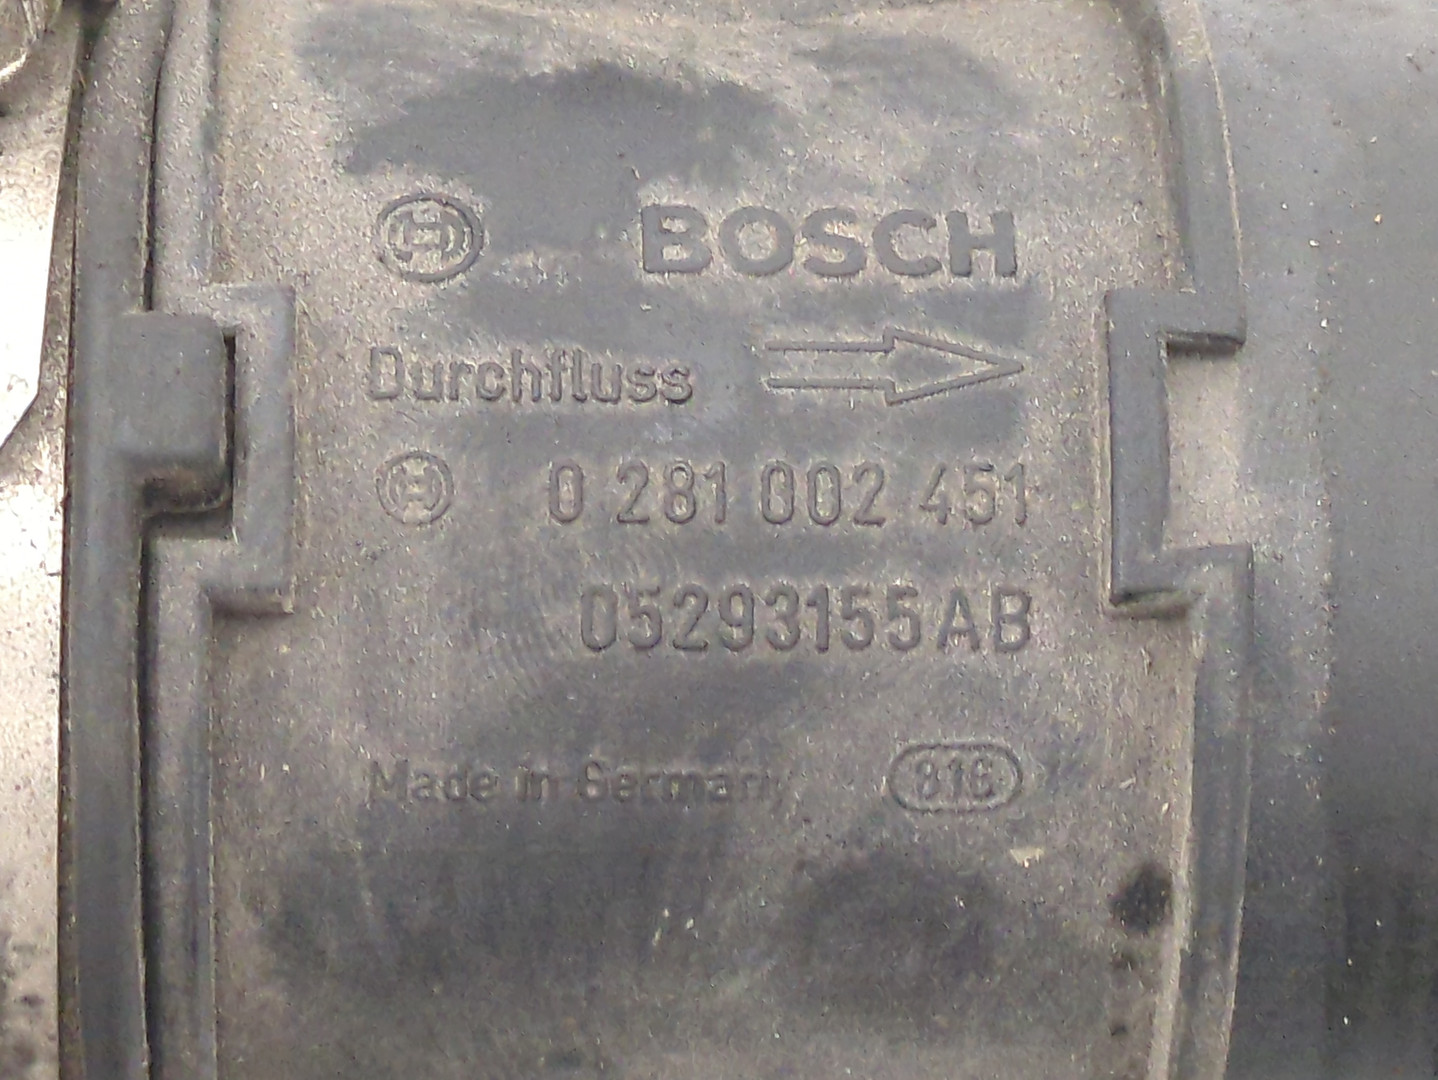 BOSCH
Durchfluss
0 281 002 451
05293155AB
Made in Germany 816